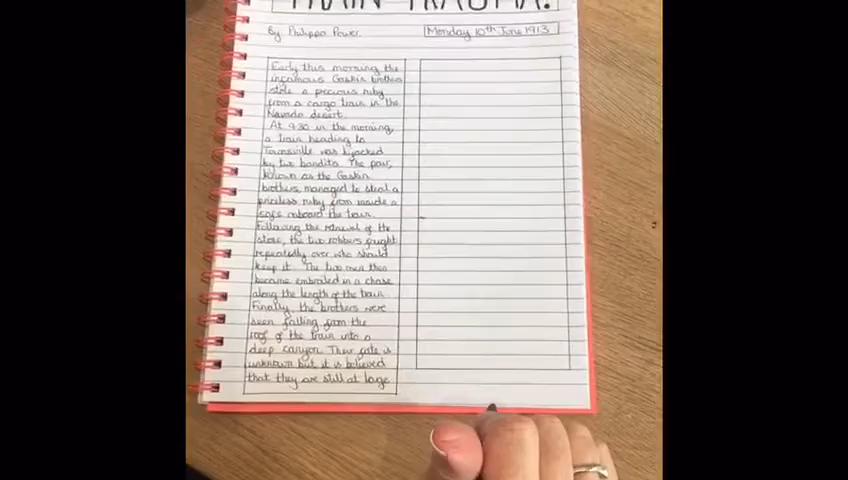 TRAIN TRAUMA!
By Philippa Power.
Monday 10th June 1913
Early this morning the
infamous Gaskin brothers
stole a precious ruby
from a cargo train in the
Navada desert.
At 9:30 in the morning,
a train heading to
Townsville was hijacked
by two bandits. The pair,
known as the Gaskin
brothers, managed to steal a
priceless ruby from inside a
safe onboard the train.
Following the retrieval of the
stone, the two robbers fought
repeatedly over who should
keep it. The two men then
became embroiled in a chase
along the length of the train.
Finally, the brothers were
seen falling from the
roof of the train into a
deep canyon. Their fate is
unknown but it is believed
that they are still at large